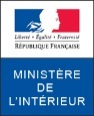 Liberté • Égalité • Fraternité
RÉPUBLIQUE FRANÇAISE
MINISTÈRE
DE
L'INTÉRIEUR